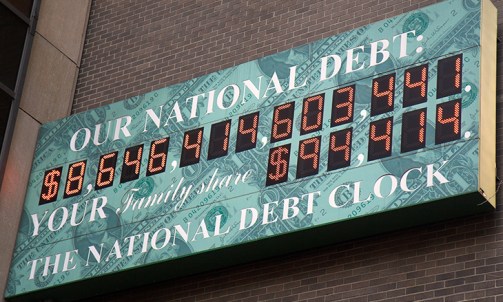 OUR NATIONAL DEBT:
$8,646,414,603,441.
YOUR Family share $94,414.
THE NATIONAL DEBT CLOCK